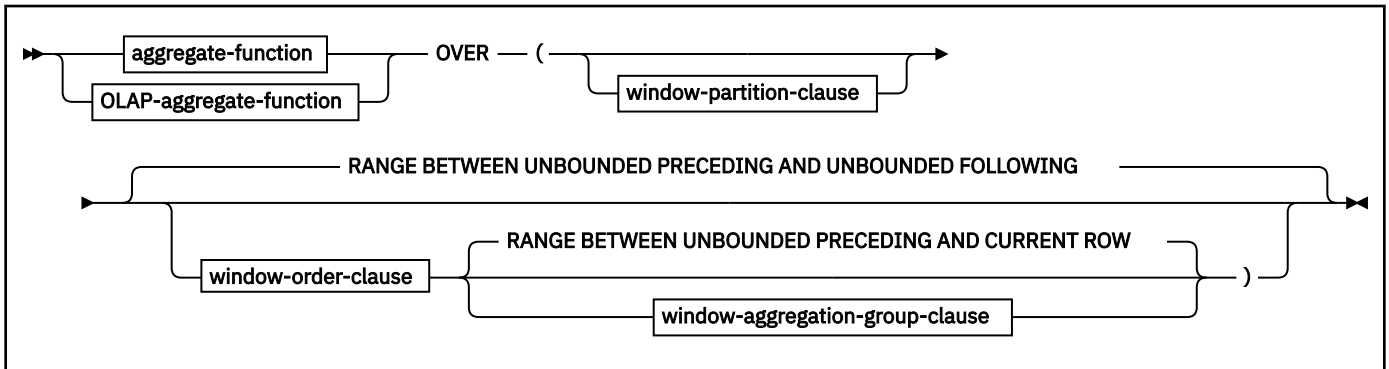 aggregate-function OVER (
OLAP-aggregate-function
window-partition-clause
RANGE BETWEEN UNBOUNDED PRECEDING AND UNBOUNDED FOLLOWING
RANGE BETWEEN UNBOUNDED PRECEDING AND CURRENT ROW
window-order-clause )
window-aggregation-group-clause